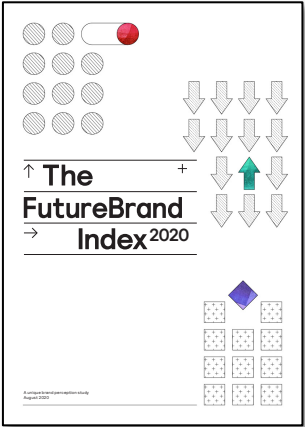 The
FutureBrand
Index 2020
A unique brand perception study
August 2020